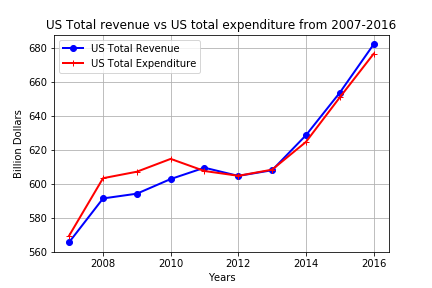 US Total revenue vs US total expenditure from 2007-2016
US Total Revenue
US Total Expenditure
Billion Dollars
680
660
640
620
600
580
560
2008 2010 2012 2014 2016
Years